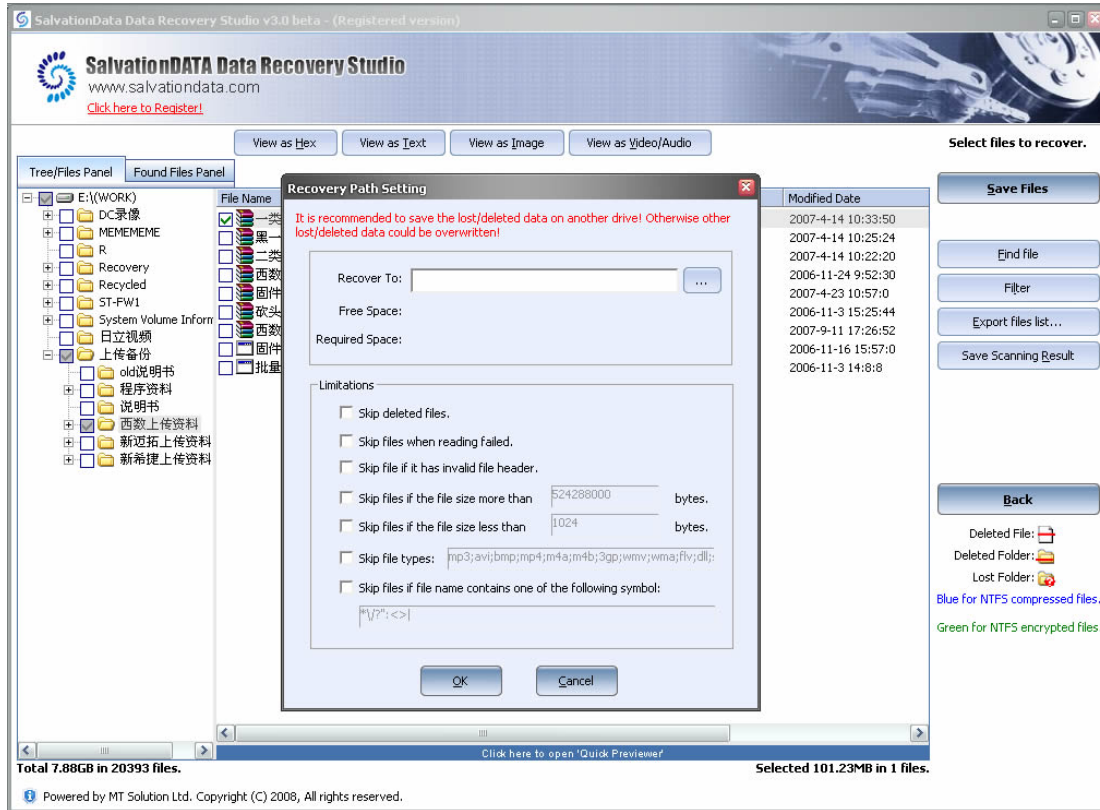 SalvationData Data Recovery Studio v3.0 beta - (Registered version)
SalvationDATA Data Recovery Studio
www.salvationdata.com
Click here to Register!
View as Hex
View as Text
View as Image
View as Video/Audio
Select files to recover.
Tree/Files Panel
Found Files Panel
E:\(WORK)
DC录像
MEMEMEME
R
Recovery
Recycled
ST-FW1
System Volume Inform
日立视频
上传备份
old说明书
程序资料
说明书
西数上传资料
新迈拓上传资料
新希捷上传资料
File Name
一类
黑一
二类
西数
固件
砍头
西数
固件
批量
Recovery Path Setting
It is recommended to save the lost/deleted data on another drive! Otherwise other
lost/deleted data could be overwritten!
Recover To:
...
Free Space:
Required Space:
Limitations
Skip deleted files.
Skip files when reading failed.
Skip file if it has invalid file header.
Skip files if the file size more than 524288000 bytes.
Skip files if the file size less than 1024 bytes.
Skip file types: mp3;avi;bmp;mp4;m4a;m4b;3gp;wmv;wma;flv;dll;
Skip files if file name contains one of the following symbol:
*\/?":<>|
OK
Cancel
Modified Date
2007-4-14 10:33:50
2007-4-14 10:25:24
2007-4-14 10:22:20
2006-11-24 9:52:30
2007-4-23 10:57:0
2006-11-3 15:25:44
2007-9-11 17:26:52
2006-11-16 15:57:0
2006-11-3 14:8:8
Save Files
Find file
Filter
Export files list...
Save Scanning Result
Back
Deleted File:
Deleted Folder:
Lost Folder:
Blue for NTFS compressed files.
Green for NTFS encrypted files
Click here to open 'Quick Previewer'
Total 7.88GB in 20393 files.
Selected 101.23MB in 1 files.
Powered by MT Solution Ltd. Copyright (C) 2008, All rights reserved.